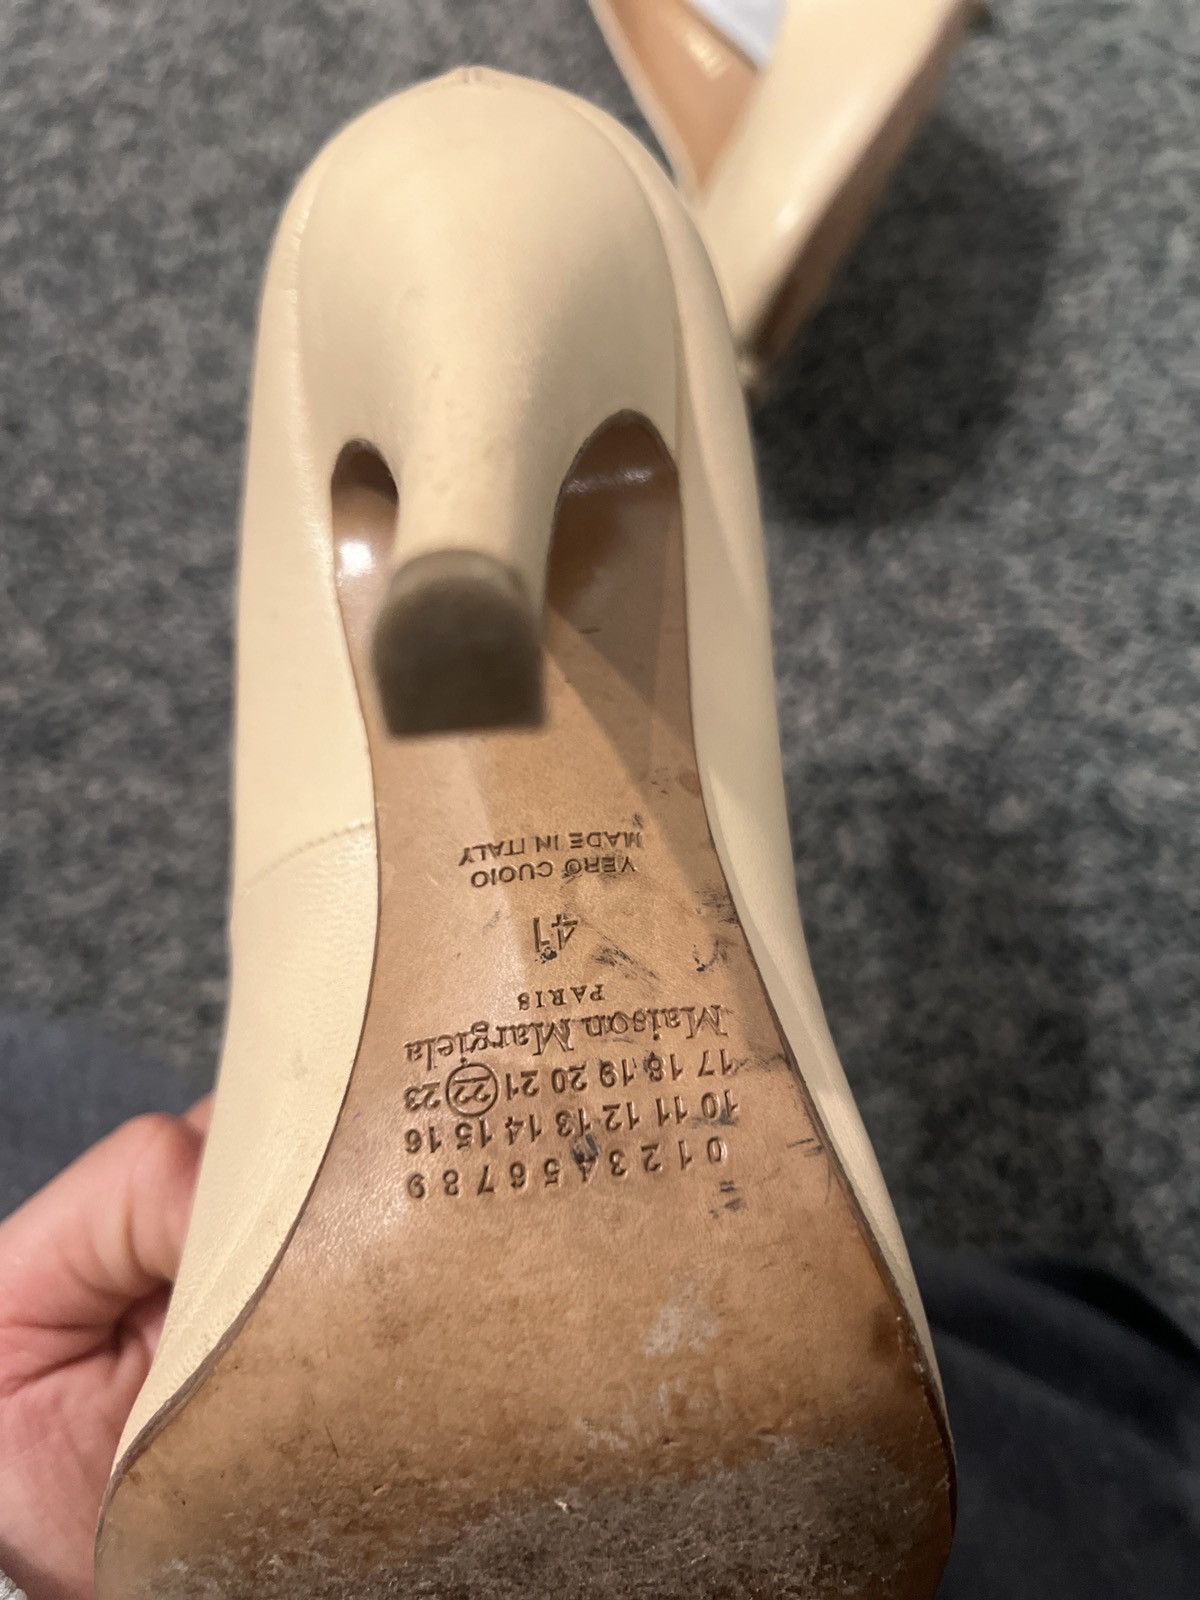 0 1 2 3 4 5 6 7 8 9
10 11 12 13 14 15 16
17 18 19 20 21 22 23
Maison Margiela
PARIS
41
VERO CUOIO
MADE IN ITALY